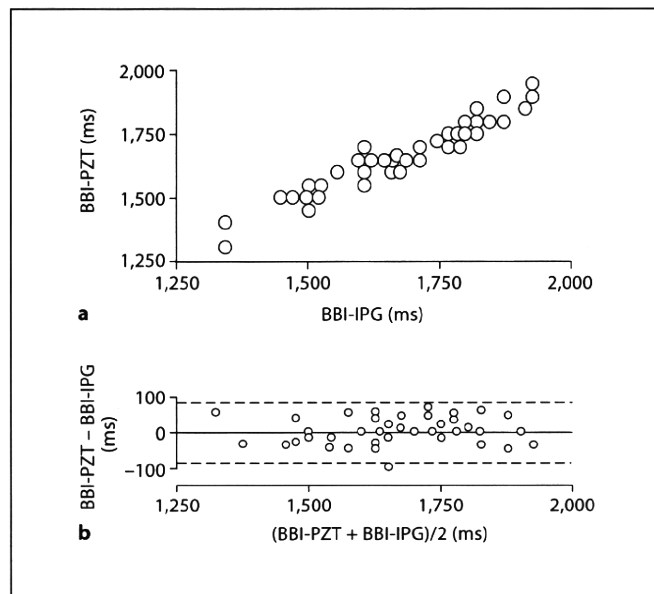 2,000
1,750
1,500
1,250
BBI-PZT (ms)
1,250 1,500 1,750 2,000
BBI-IPG (ms)
a
100
0
−100
BBI-PZT – BBI-IPG
(ms)
1,250 1,500 1,750 2,000
(BBI-PZT + BBI-IPG)/2 (ms)
b